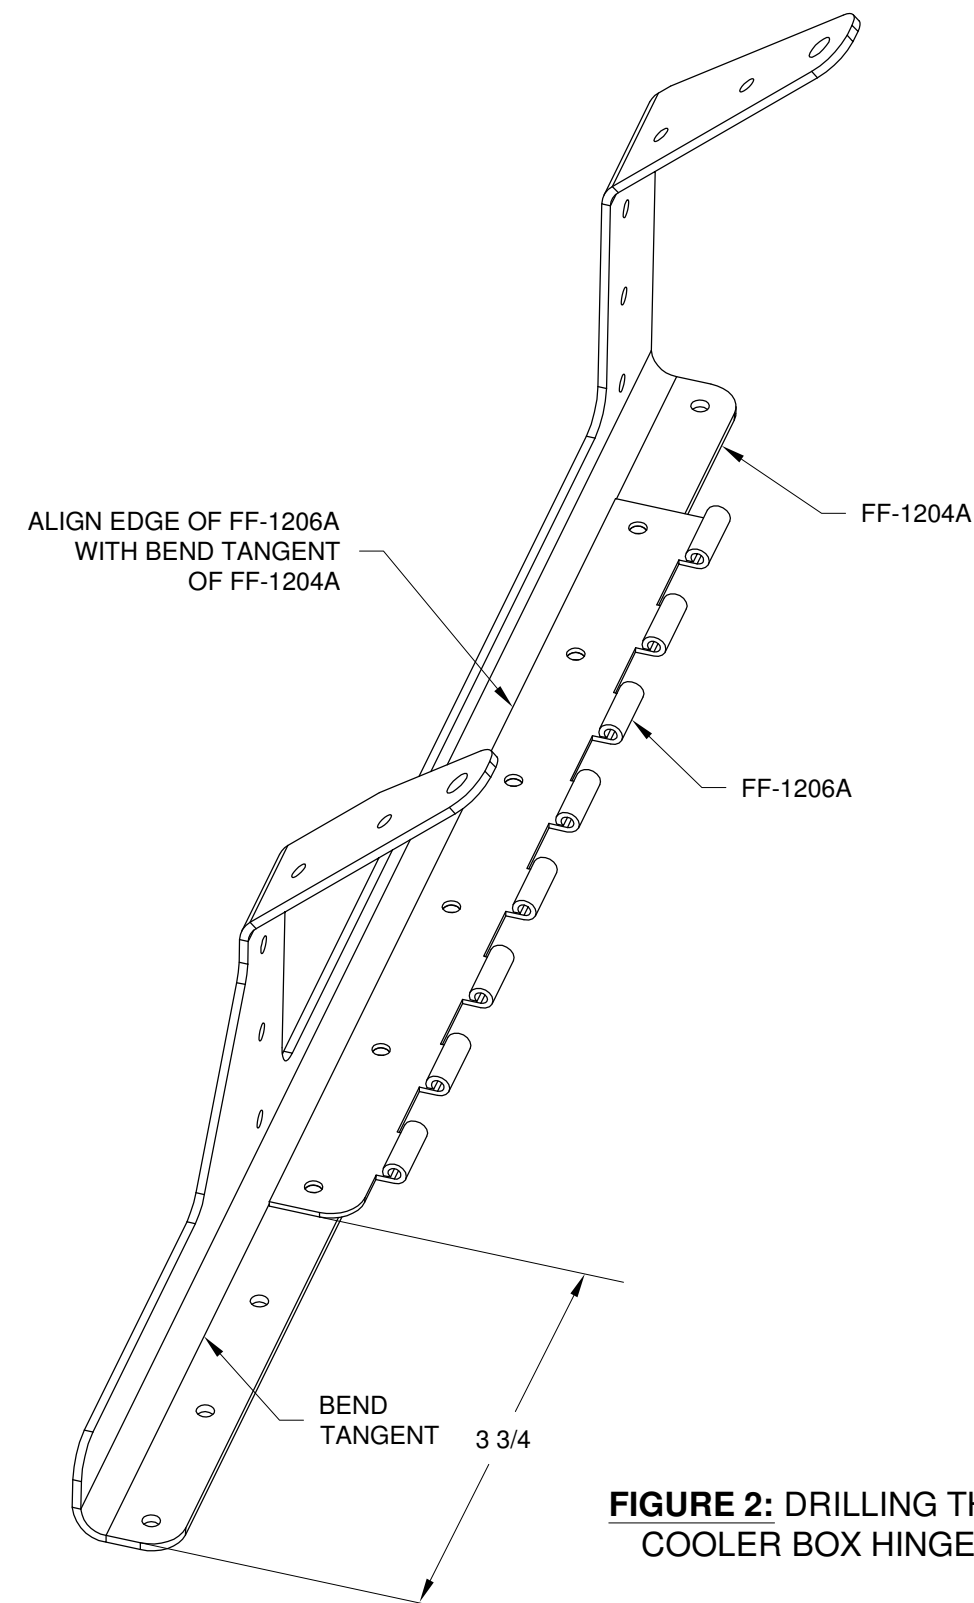 FF-1204A
ALIGN EDGE OF FF-1206A
WITH BEND TANGENT
OF FF-1204A
FF-1206A
BEND
TANGENT
3 3/4
FIGURE 2: DRILLING
COOLER BOX HINGE